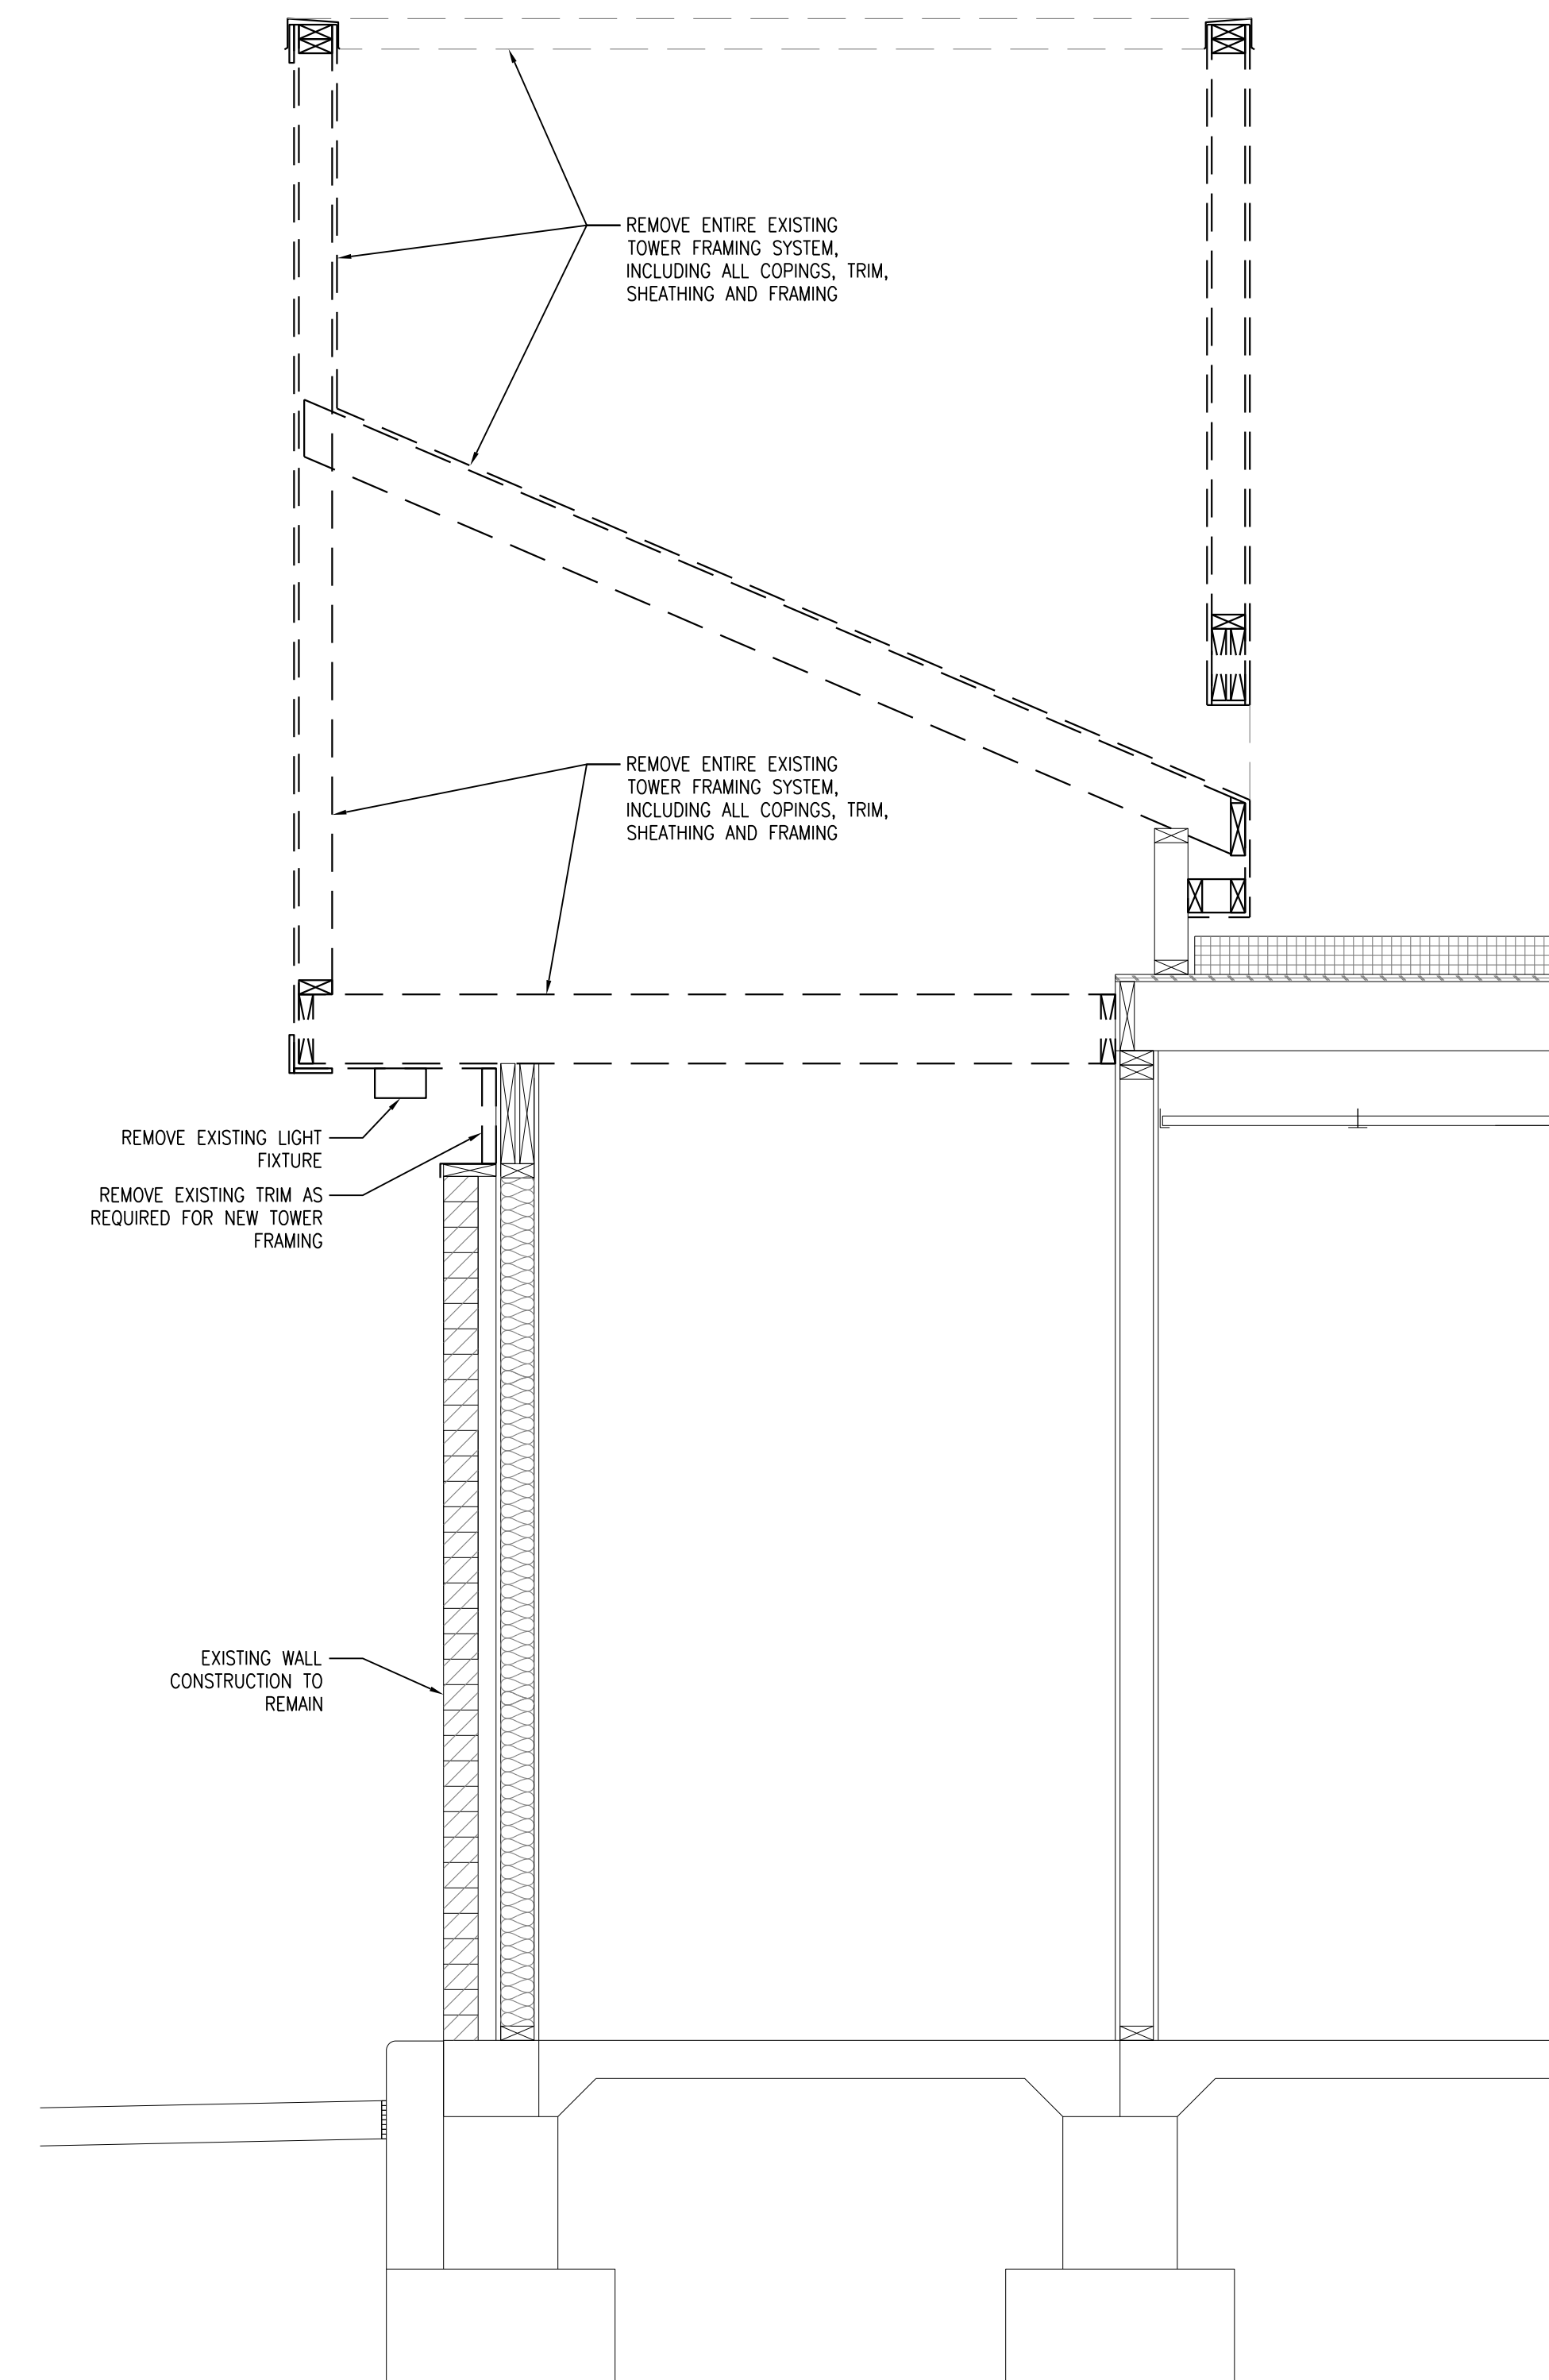 REMOVE ENTIRE EXISTING
TOWER FRAMING SYSTEM,
INCLUDING ALL COPINGS, TRIM,
SHEATHING AND FRAMING
REMOVE ENTIRE EXISTING
TOWER FRAMING SYSTEM,
INCLUDING ALL COPINGS, TRIM,
SHEATHING AND FRAMING
REMOVE EXISTING LIGHT
FIXTURE
REMOVE EXISTING TRIM AS
REQUIRED FOR NEW TOWER
FRAMING
EXISTING WALL
CONSTRUCTION TO
REMAIN